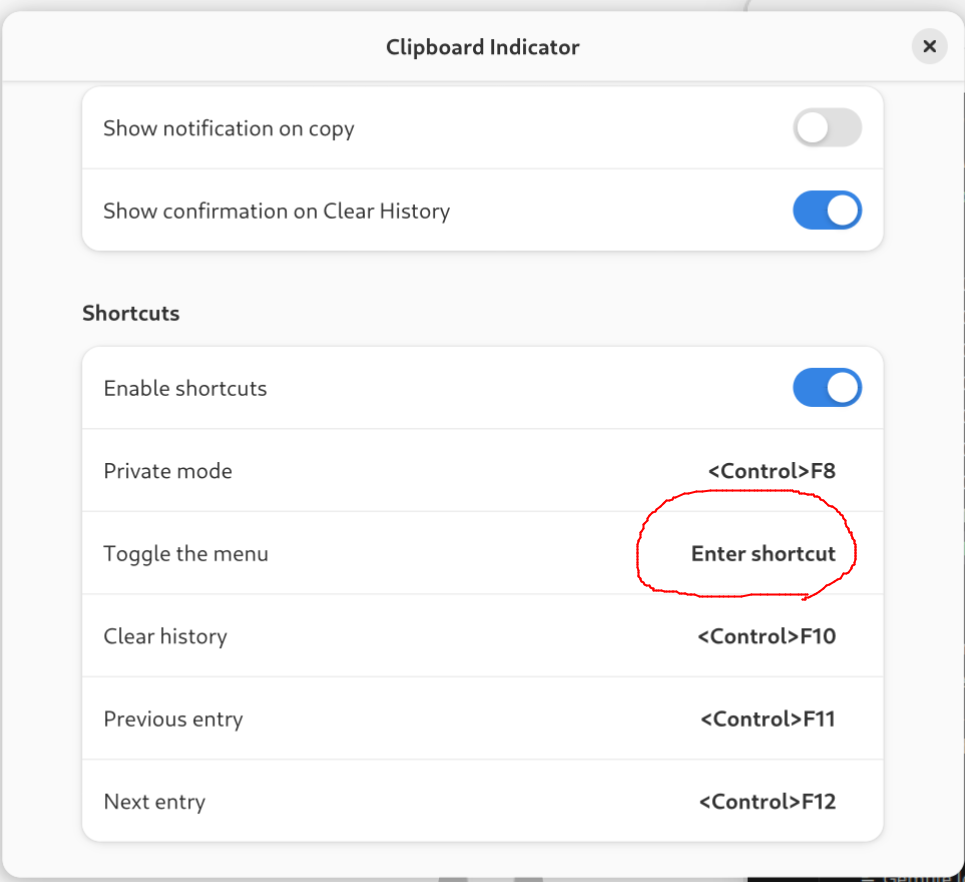 Clipboard Indicator
Show notification on copy
Show confirmation on Clear History
Shortcuts
Enable shortcuts
Private mode <Control>F8
Toggle the menu Enter shortcut
Clear history <Control>F10
Previous entry <Control>F11
Next entry <Control>F12